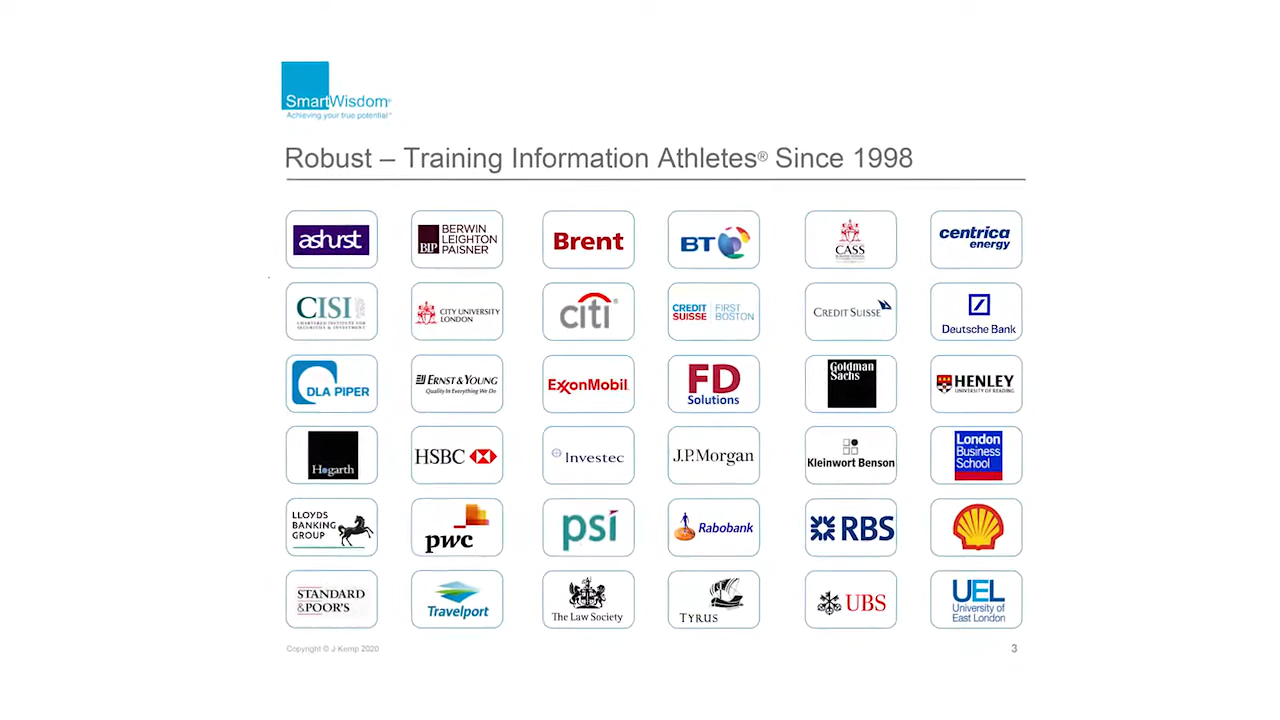 SmartWisdom®
Achieving your true potential™
Robust – Training Information Athletes® Since 1998
ashurst
BLP
BERWIN
LEIGHTON
PAISNER
Brent
BT
CASS
centrica
energy
CISI
CHARTERED INSTITUTE FOR
SECURITIES & INVESTMENT
CITY UNIVERSITY
LONDON
citi®
CREDIT
SUISSE
FIRST
BOSTON
CREDIT SUISSE
Deutsche Bank
DLA PIPER
ERNST & YOUNG
Quality In Everything We Do
ExxonMobil
FD
Solutions
Goldman
Sachs
HENLEY
UNIVERSITY OF READING
Hogarth
HSBC
Investec
J.P.Morgan
Kleinwort Benson
London
Business
School
LLOYDS
BANKING
GROUP
pwc
psi
Rabobank
RBS
STANDARD
&POOR'S
Travelport
The Law Society
TYRUS
UBS
UEL
University of
East London
Copyright © J Kemp 2020
3